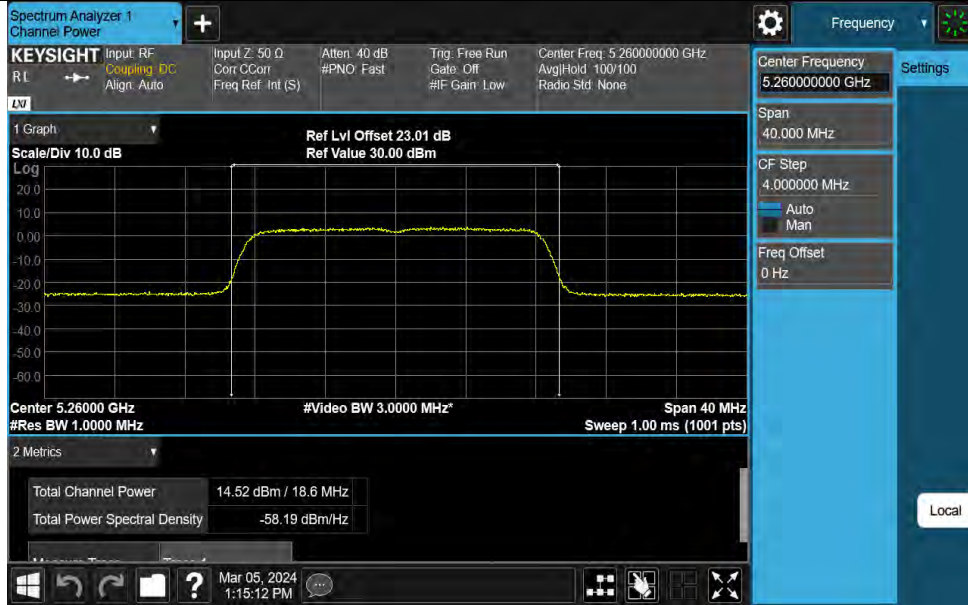 Spectrum Analyzer 1
Channel Power
+
Frequency
KEYSIGHT
Input: RF
Input Z: 50 Ω
Atten: 40 dB
Trig: Free Run
Center Freq: 5.260000000 GHz
RL
Coupling: DC
Corr CCorr
#PNO: Fast
Gate: Off
Avg|Hold: 100/100
Align: Auto
Freq Ref: Int (S)
#IF Gain: Low
Radio Std: None
LXI
Center Frequency
5.260000000 GHz
Settings
Span
40.000 MHz
CF Step
4.000000 MHz
Auto
Man
Freq Offset
0 Hz
Local
1 Graph
Ref Lvl Offset 23.01 dB
Scale/Div 10.0 dB
Ref Value 30.00 dBm
Log
20.0
10.0
0.00
-10.0
-20.0
-30.0
-40.0
-50.0
-60.0
Center 5.26000 GHz
#Video BW 3.0000 MHz*
Span 40 MHz
#Res BW 1.0000 MHz
Sweep 1.00 ms (1001 pts)
2 Metrics
Total Channel Power
14.52 dBm / 18.6 MHz
Total Power Spectral Density
-58.19 dBm/Hz
?
Mar 05, 2024
1:15:12 PM